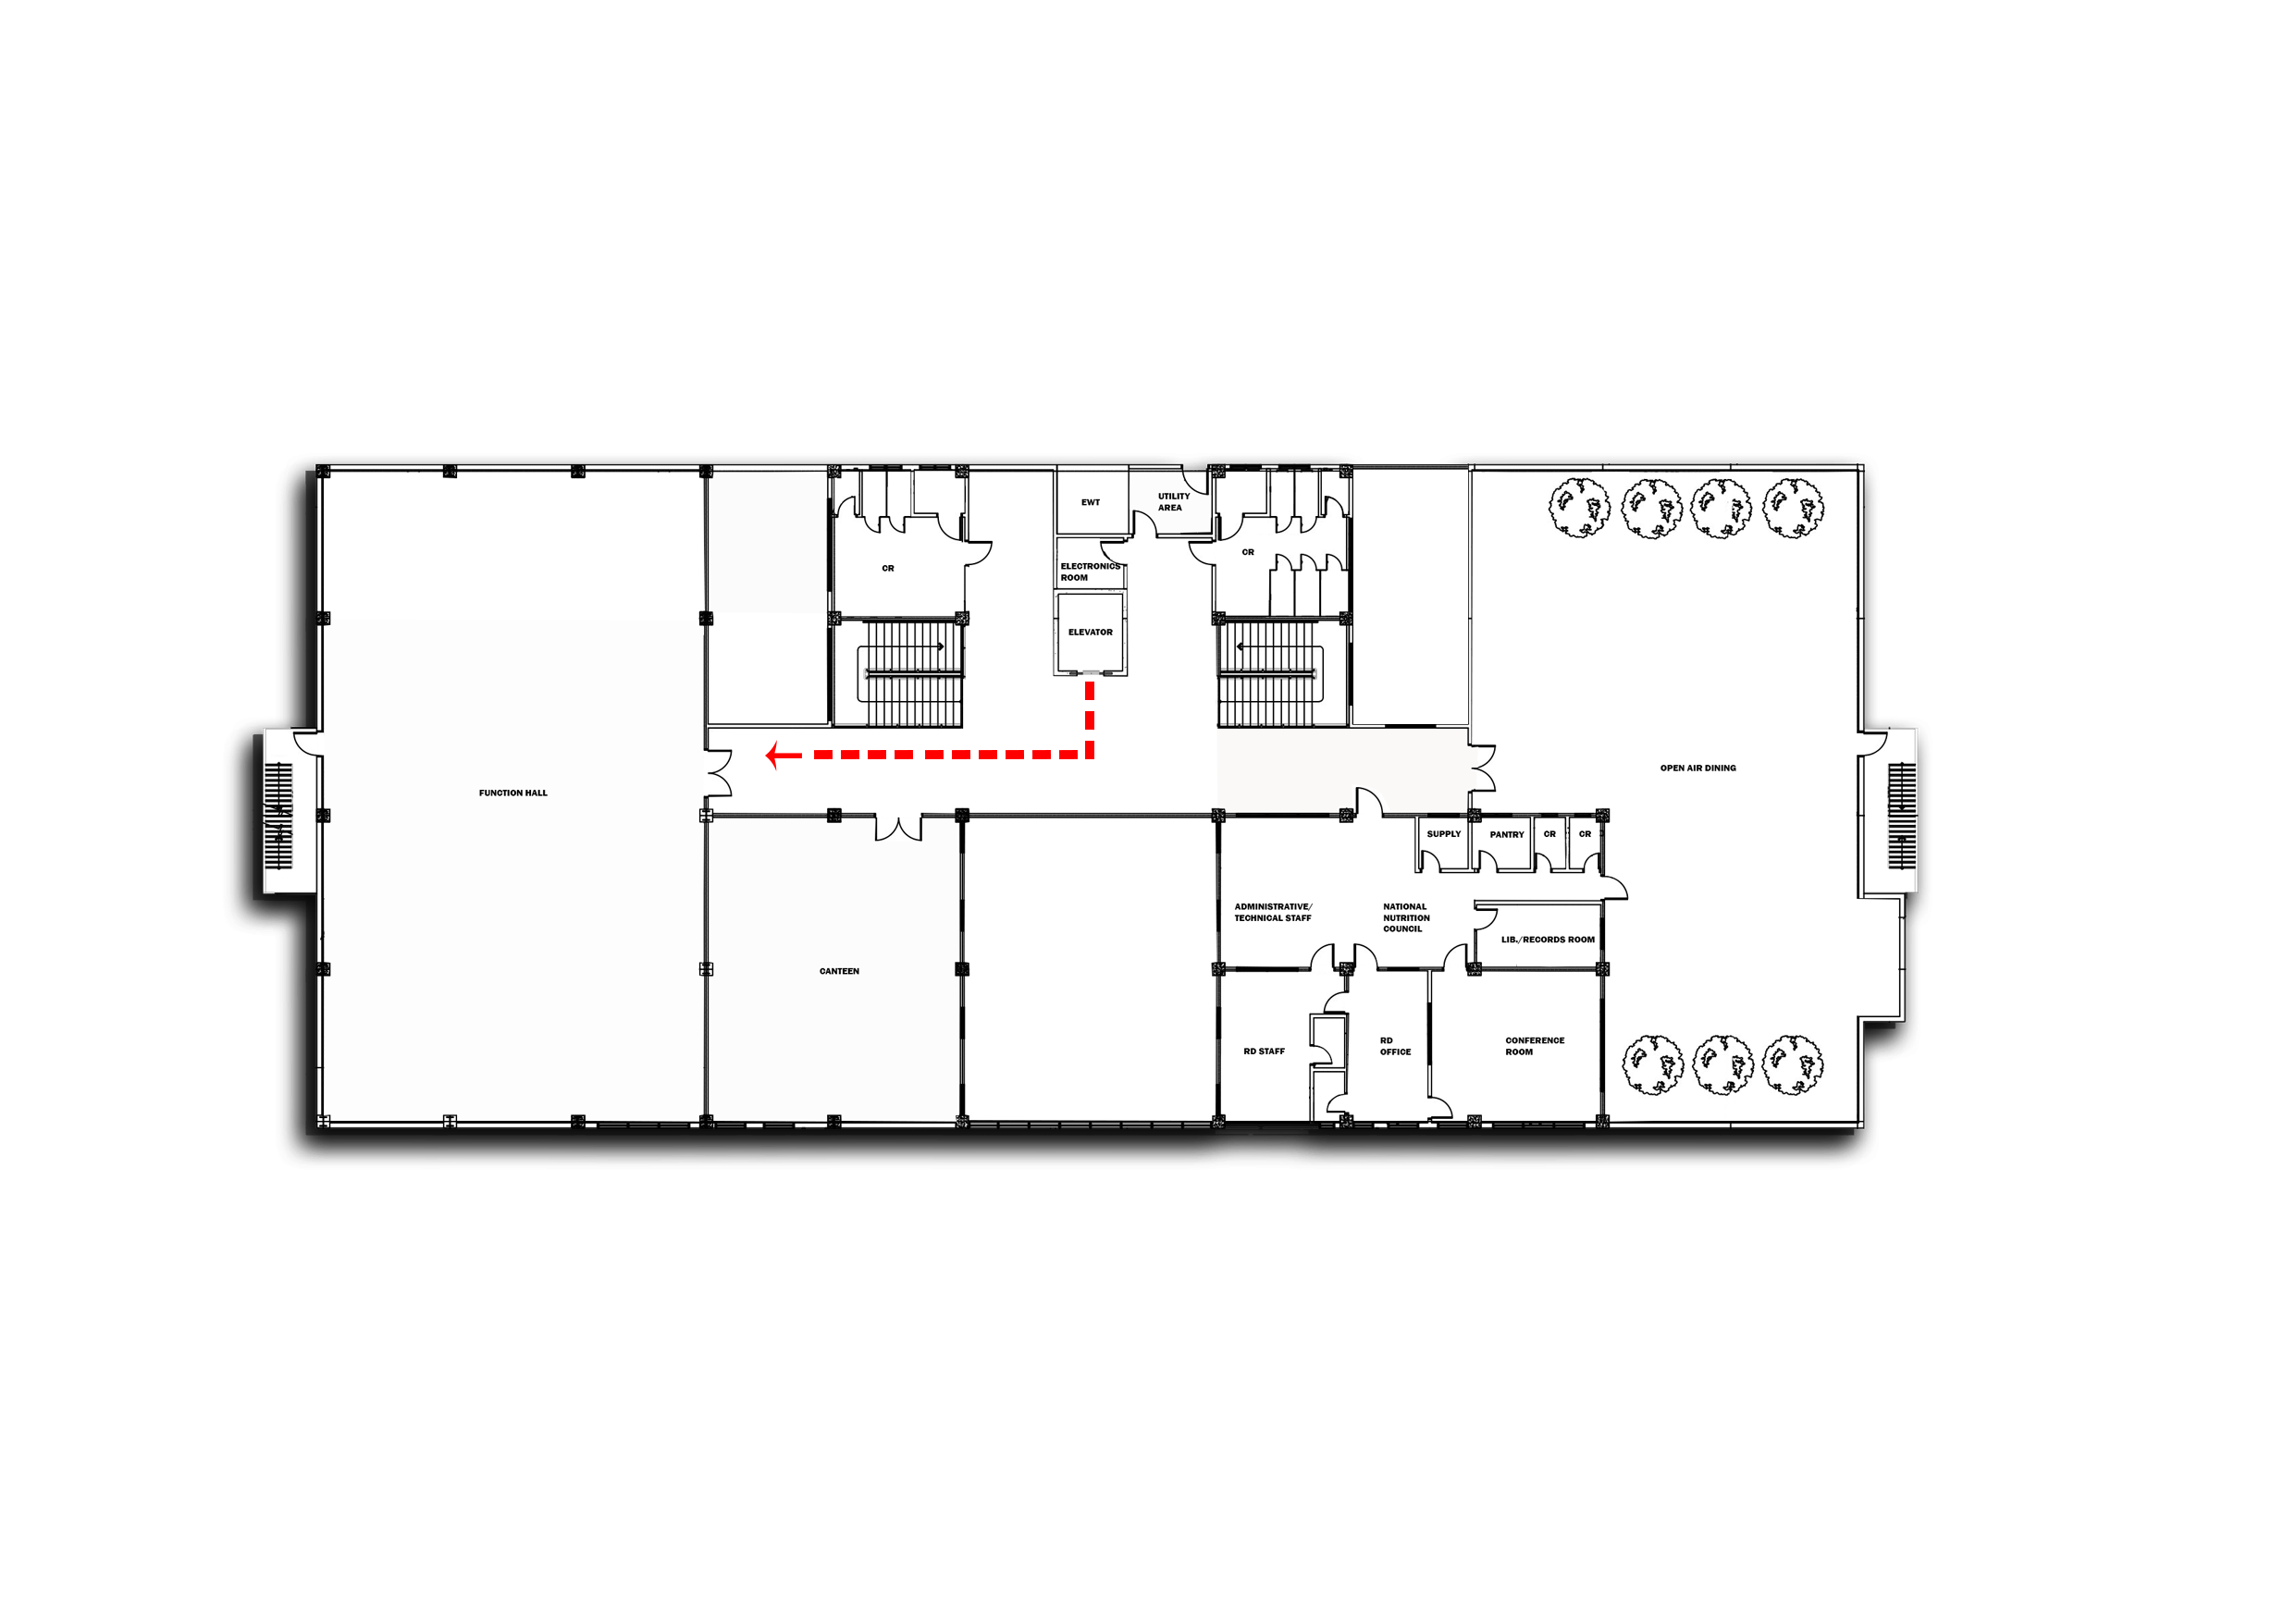 EWT
UTILITY
AREA
CR
CR
ELECTRONICS
ROOM
ELEVATOR
FUNCTION HALL
OPEN AIR DINING
SUPPLY
PANTRY
CR
CR
ADMINISTRATIVE/
TECHNICAL STAFF
NATIONAL
NUTRITION
COUNCIL
LIB./RECORDS ROOM
CANTEEN
RD STAFF
RD
OFFICE
CONFERENCE
ROOM